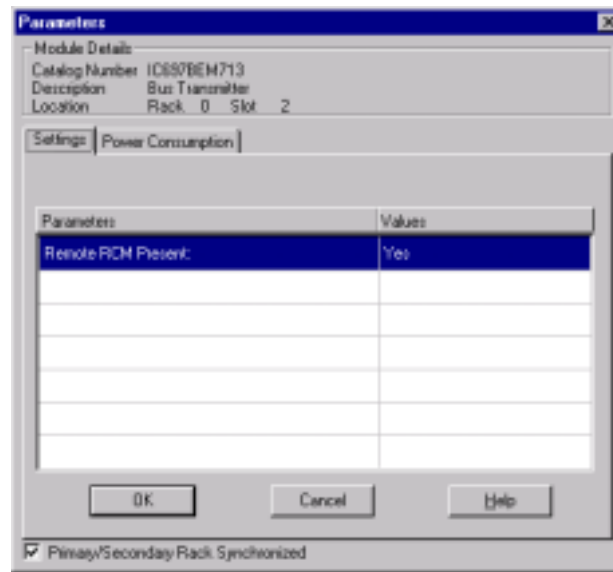 Parameters
Module Details
Catalog Number IC697BEM713
Description Bus Transmitter
Location Rack 0 Slot 2
Settings Power Consumption
Parameters Values
Remote RCM Present: Yes
OK Cancel Help
Primary/Secondary Rack Synchronized